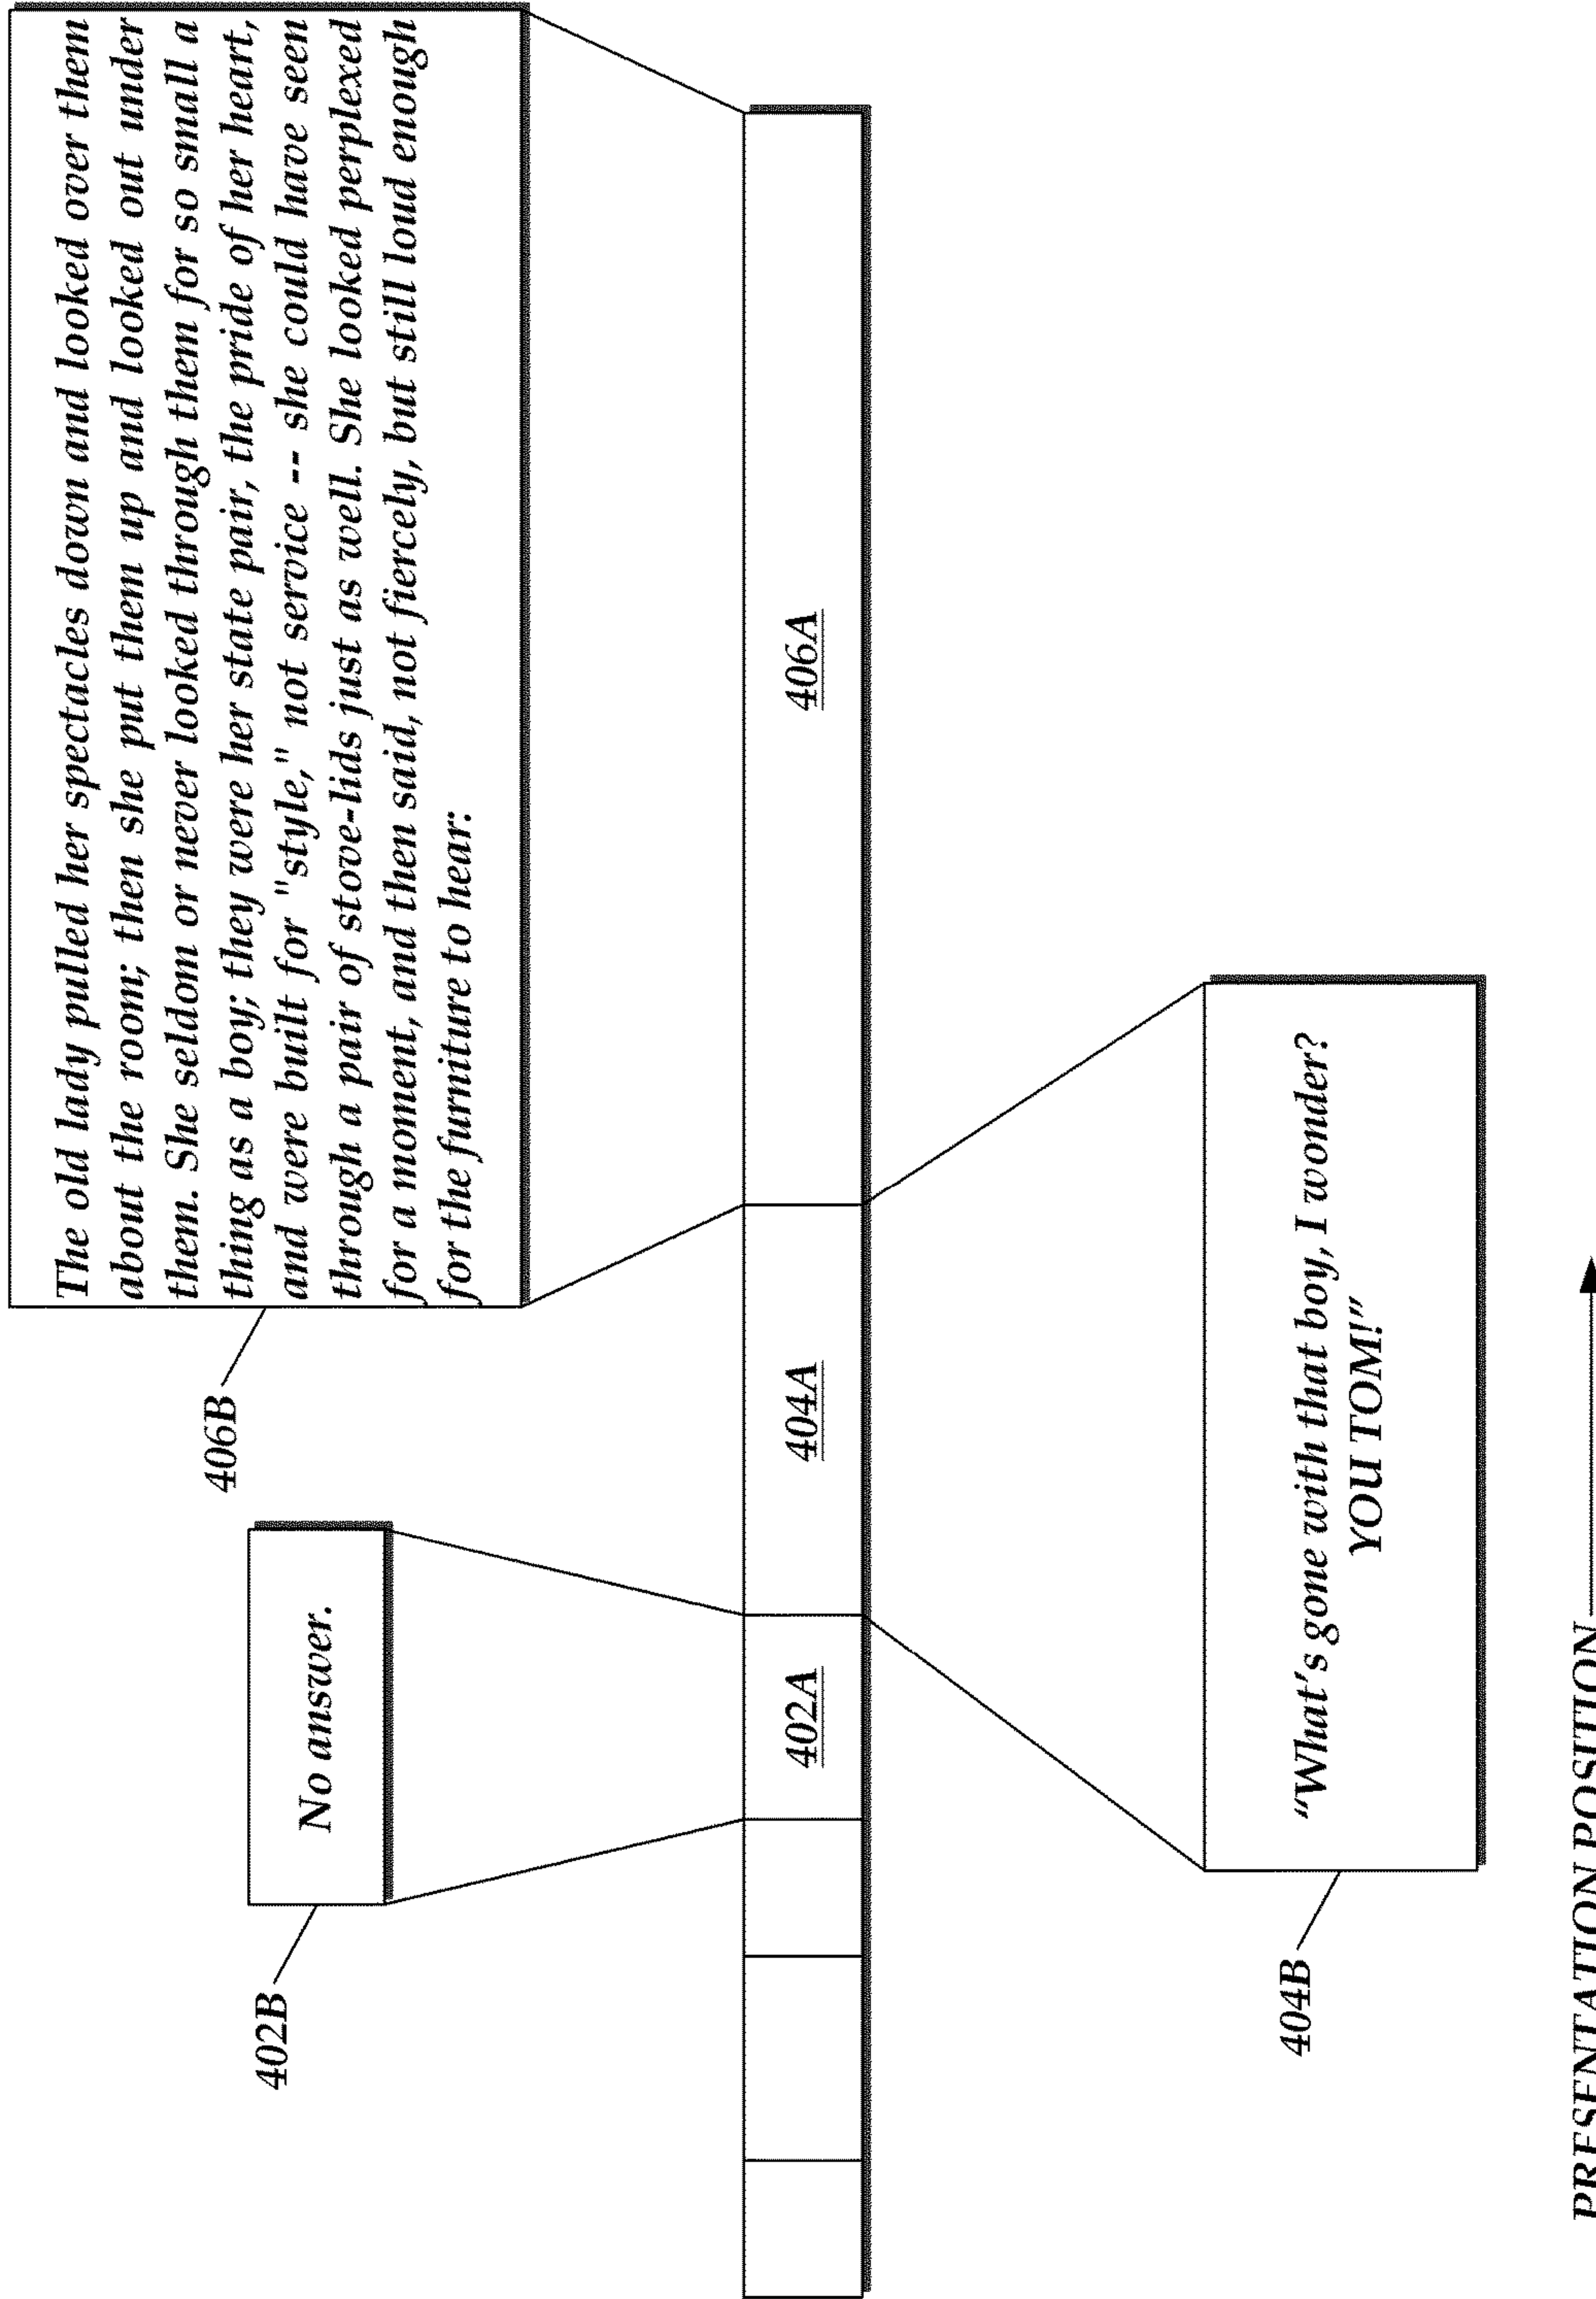 The old lady pulled her spectacles down and looked over them
about the room; then she put them up and looked out under
them. She seldom or never looked through them for so small a
thing as a boy; they were her state pair, the pride of her heart,
and were built for "style," not service -- she could have seen
through a pair of stove-lids just as well. She looked perplexed
for a moment, and then said, not fiercely, but still loud enough
for the furniture to hear:
406B
No answer.
402B
402A
404A
406A
“What's gone with that boy, I wonder?
YOU TOM!”
404B
PRESENTATION POSITION